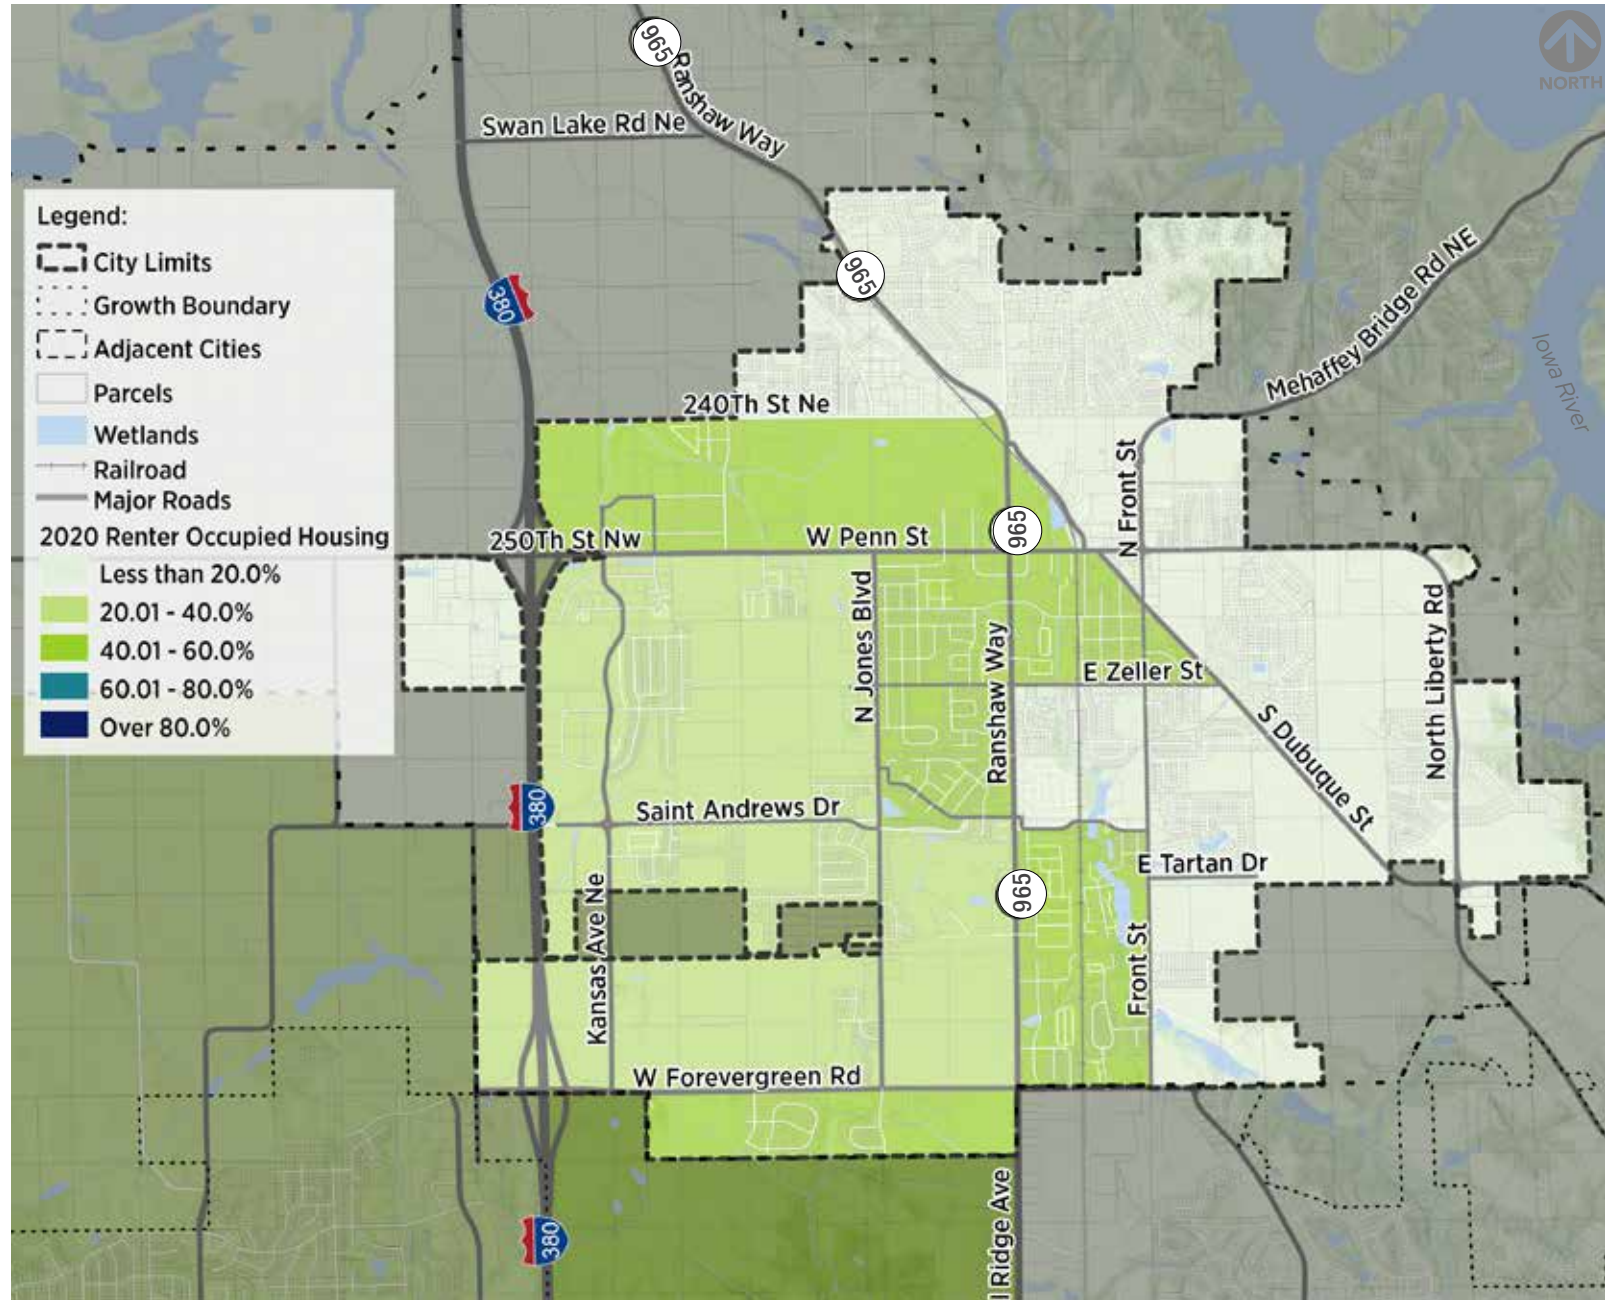 965
Ranshaw Way
NORTH
Swan Lake Rd Ne
Legend:
City Limits
Growth Boundary
Adjacent Cities
Parcels
Wetlands
Railroad
Major Roads
2020 Renter Occupied Housing
Less than 20.0%
20.01 - 40.0%
40.01 - 60.0%
60.01 - 80.0%
Over 80.0%
380
965
Mehaffey Bridge Rd NE
Iowa River
240Th St Ne
N Front St
965
250Th St Nw
W Penn St
N Jones Blvd
Ranshaw Way
E Zeller St
North Liberty Rd
S Dubuque St
380
Saint Andrews Dr
E Tartan Dr
965
Kansas Ave Ne
Front St
W Forevergreen Rd
l Ridge Ave
380